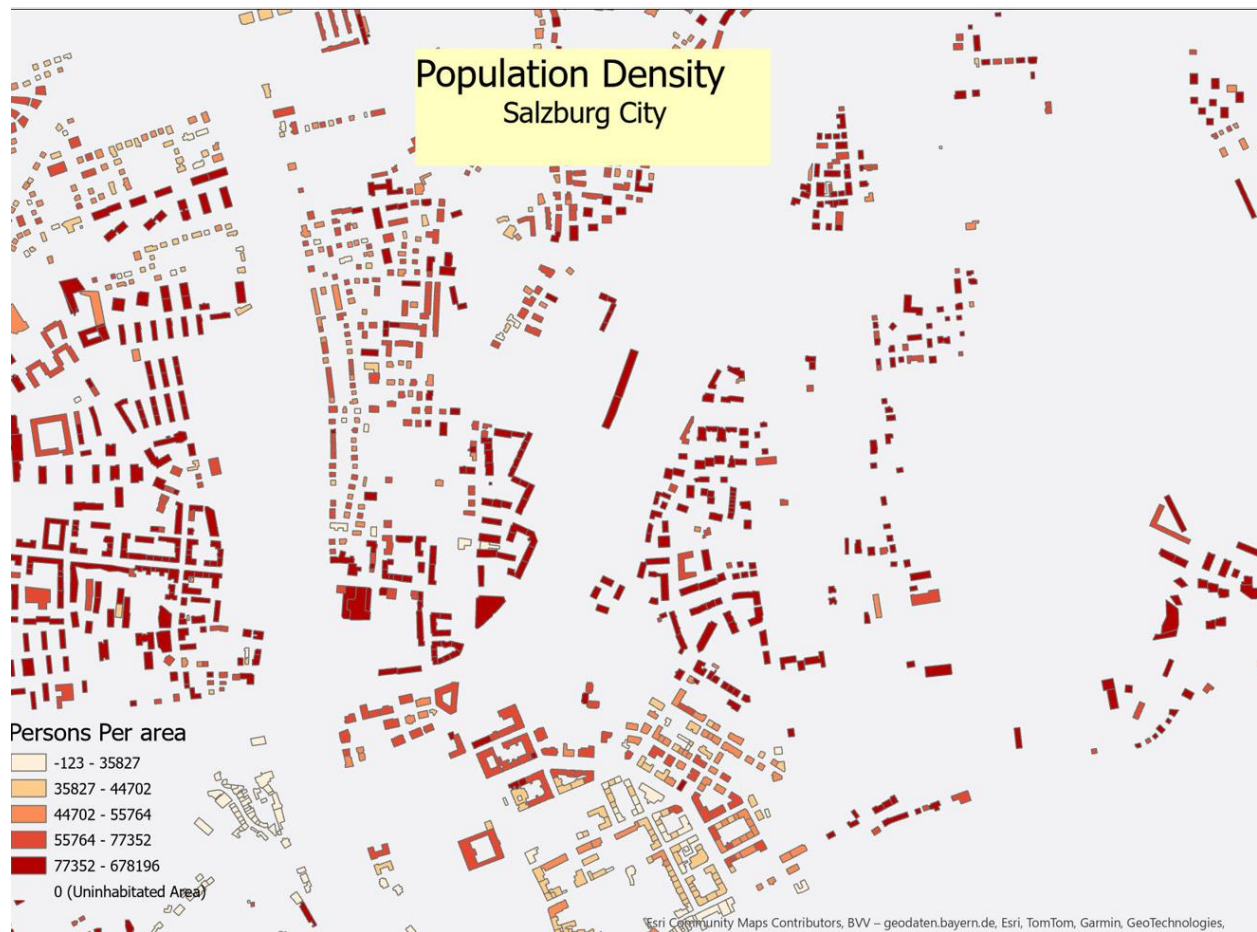 Population Density
Salzburg City
Persons Per area
-123 - 35827
35827 - 44702
44702 - 55764
55764 - 77352
77352 - 678196
0 (Uninhabitated Area)
Esri Community Maps Contributors, BVV – geodaten.bayern.de, Esri, TomTom, Garmin, GeoTechnologies,